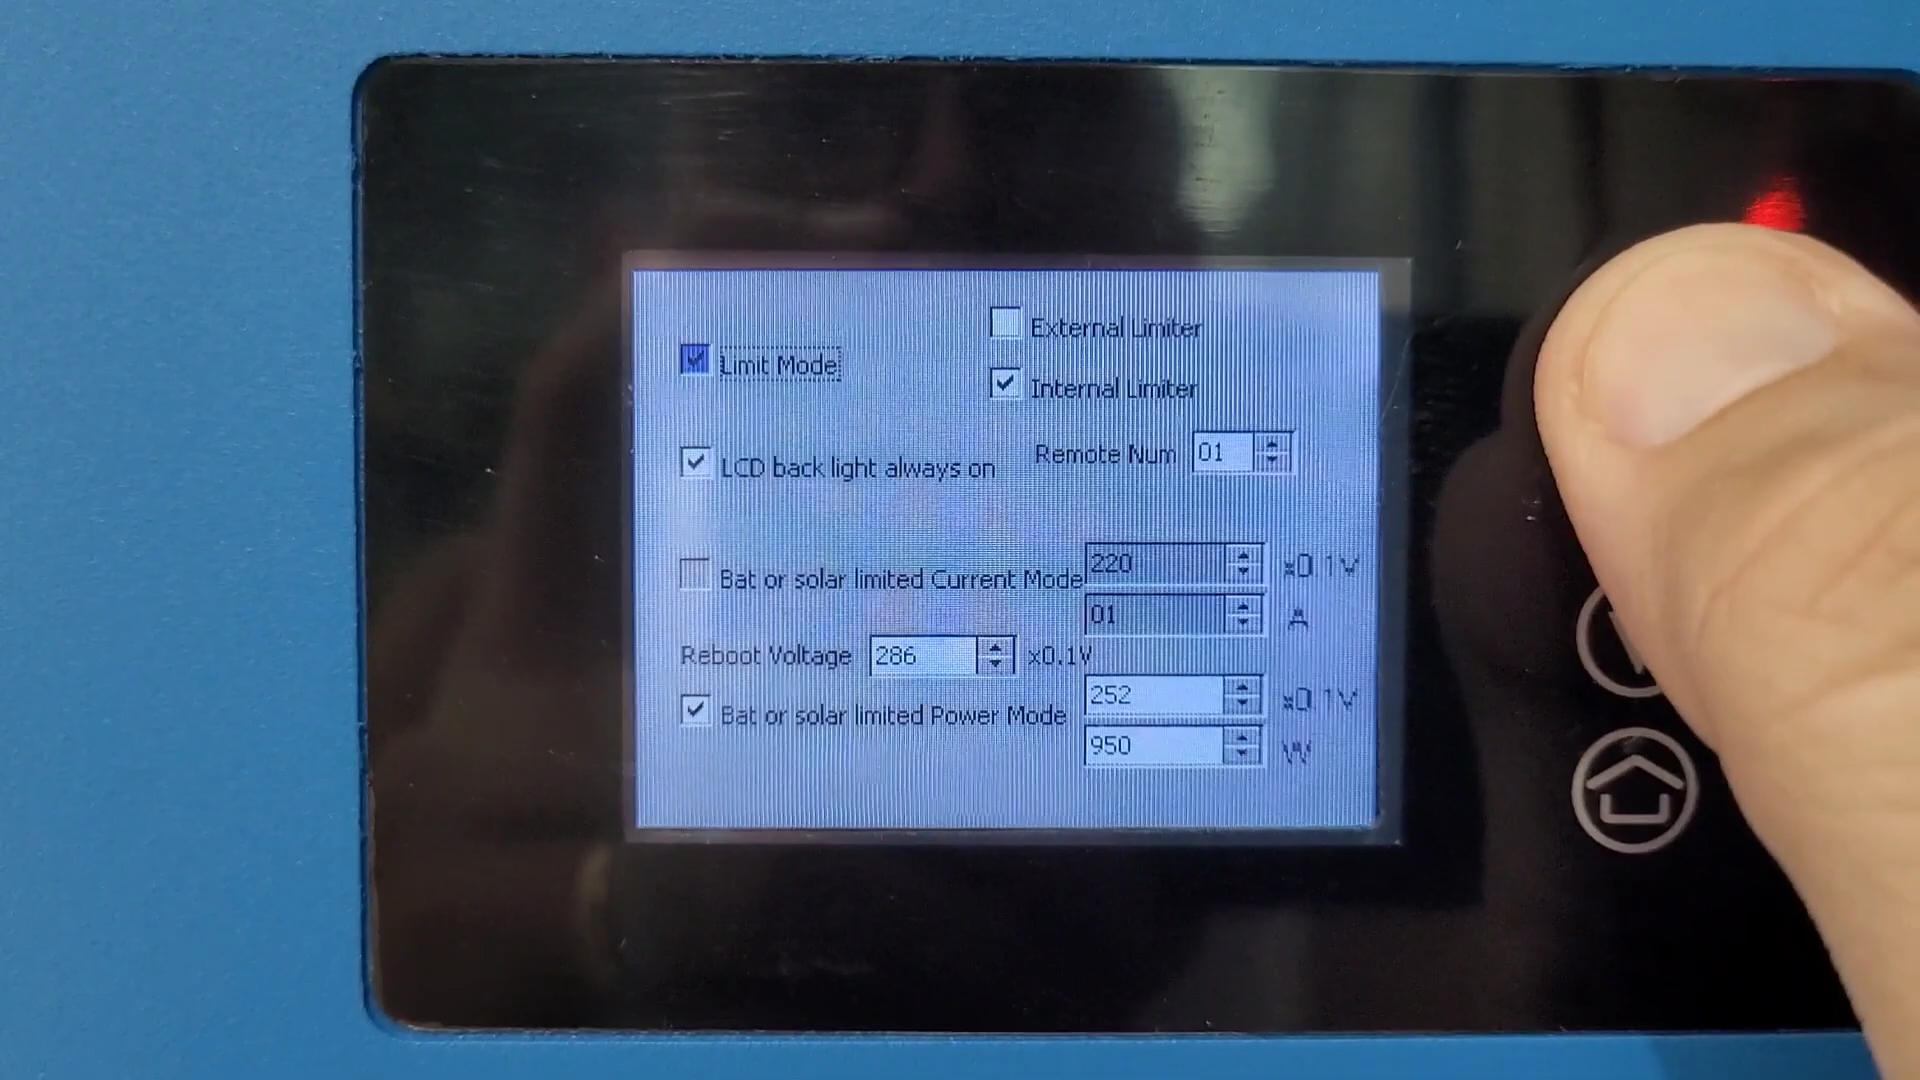 External Limiter
Limit Mode
Internal Limiter
LCD back light always on
Remote Num 01
Bat or solar limited Current Mode 220 x0.1V
01 A
Reboot Voltage 286 x0.1V
252 x0.1V
Bat or solar limited Power Mode
950 W